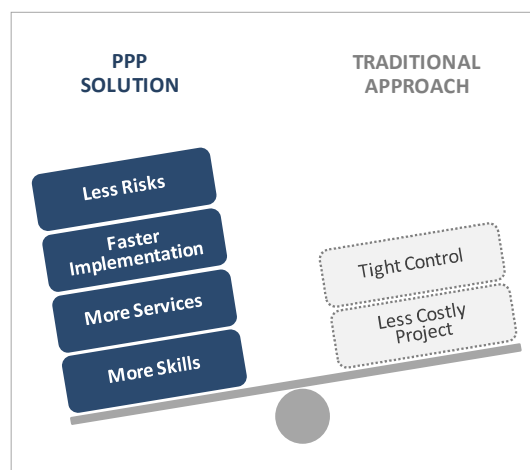 PPP
SOLUTION
TRADITIONAL
APPROACH
Less Risks
Faster
Implementation
More Services
More Skills
Tight Control
Less Costly
Project